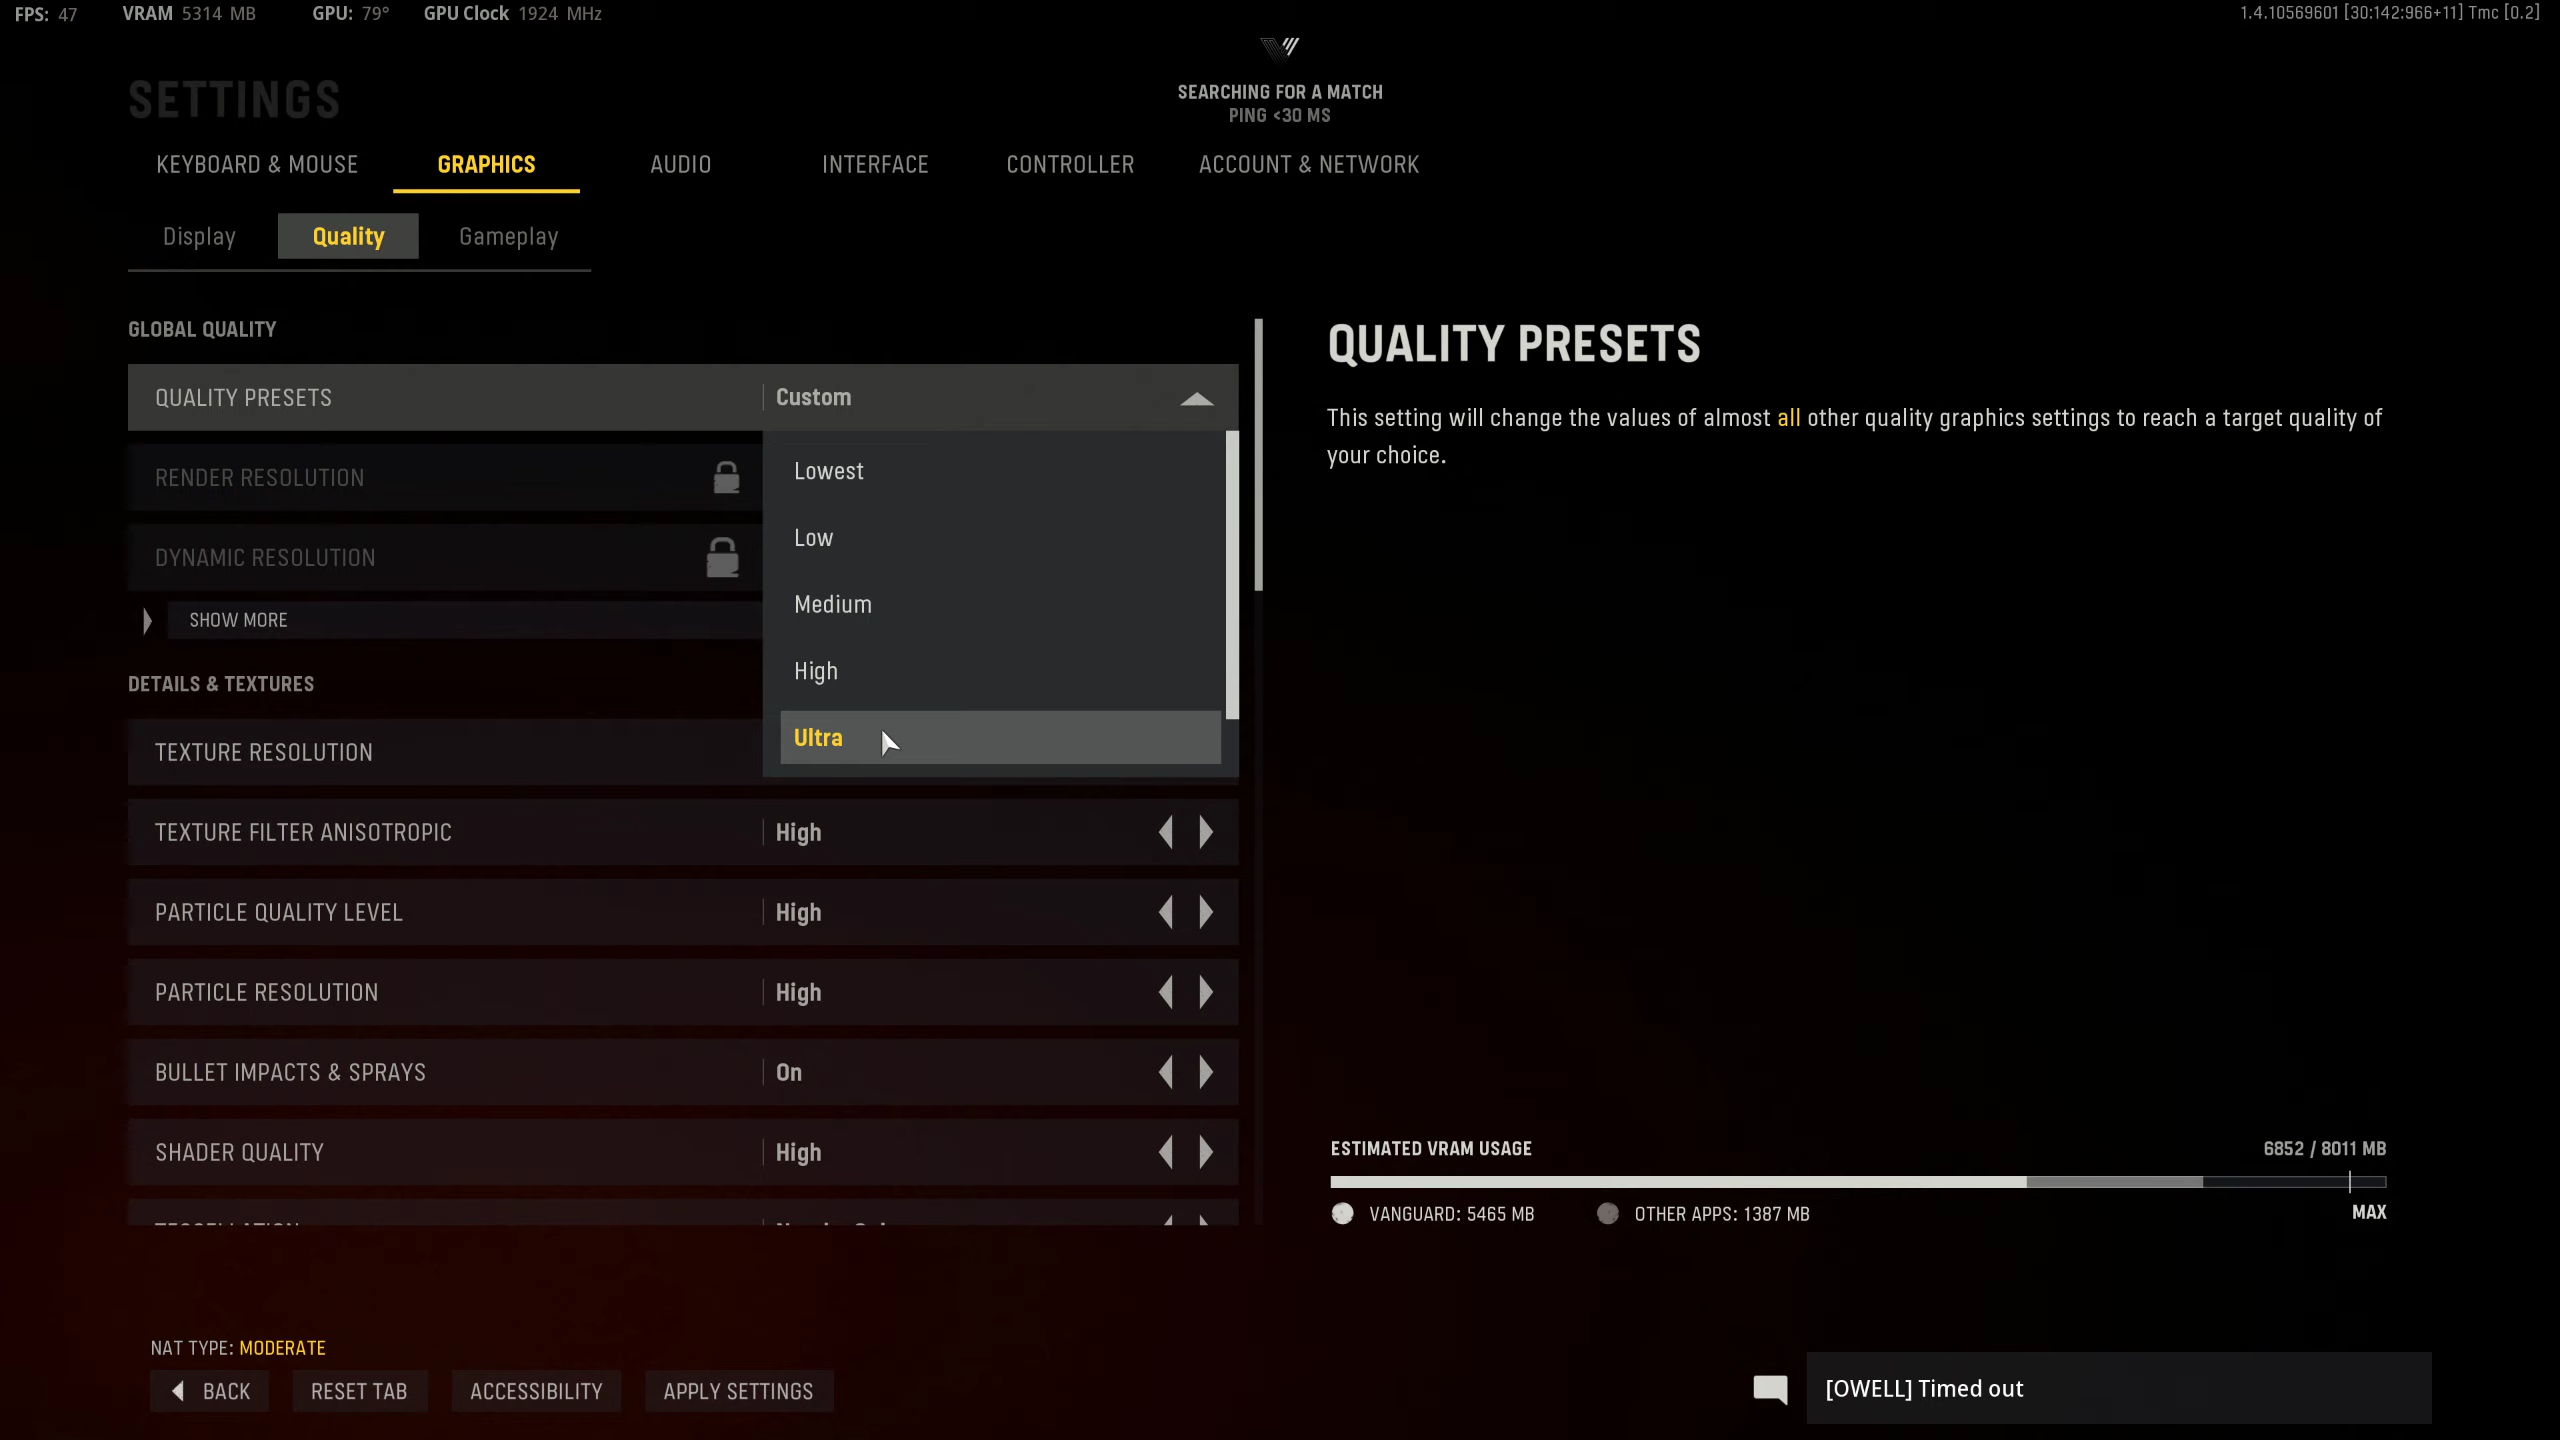 FPS: 47 VRAM 5314 MB GPU: 79° GPU Clock 1924 MHz
1.4.10569601 [30:142:966+11] Tmc [0.2]
SEARCHING FOR A MATCH
PING <30 MS
SETTINGS
KEYBOARD & MOUSE GRAPHICS AUDIO INTERFACE CONTROLLER ACCOUNT & NETWORK
Display Quality Gameplay
GLOBAL QUALITY
QUALITY PRESETS Custom
Lowest
RENDER RESOLUTION
Low
DYNAMIC RESOLUTION
Medium
SHOW MORE
High
DETAILS & TEXTURES
Ultra
TEXTURE RESOLUTION
TEXTURE FILTER ANISOTROPIC High
PARTICLE QUALITY LEVEL High
PARTICLE RESOLUTION High
BULLET IMPACTS & SPRAYS On
SHADER QUALITY High
QUALITY PRESETS
This setting will change the values of almost all other quality graphics settings to reach a target quality of
your choice.
ESTIMATED VRAM USAGE 6852 / 8011 MB
VANGUARD: 5465 MB OTHER APPS: 1387 MB MAX
NAT TYPE: MODERATE
BACK RESET TAB ACCESSIBILITY APPLY SETTINGS
[OWELL] Timed out